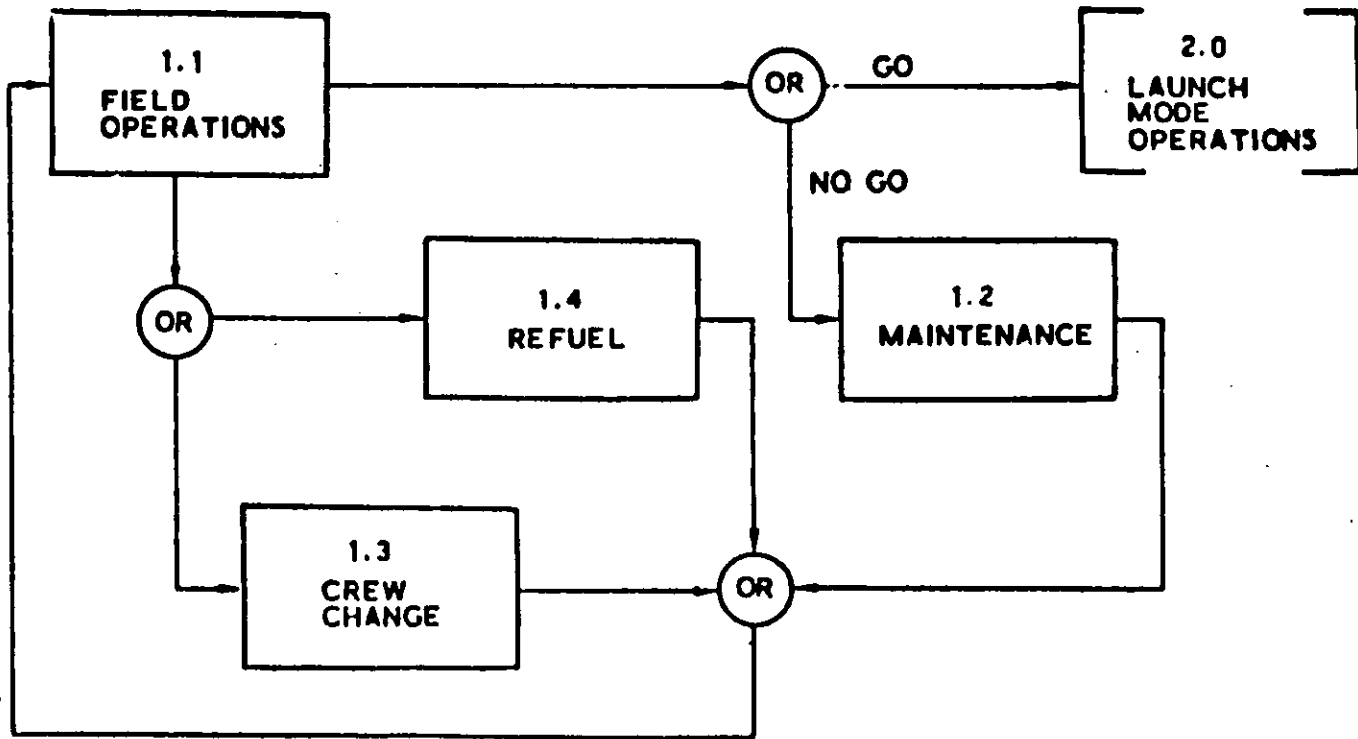 1.1
FIELD
OPERATIONS
OR
GO
2.0
LAUNCH
MODE
OPERATIONS
NO GO
OR
1.4
REFUEL
1.2
MAINTENANCE
1.3
CREW
CHANGE
OR